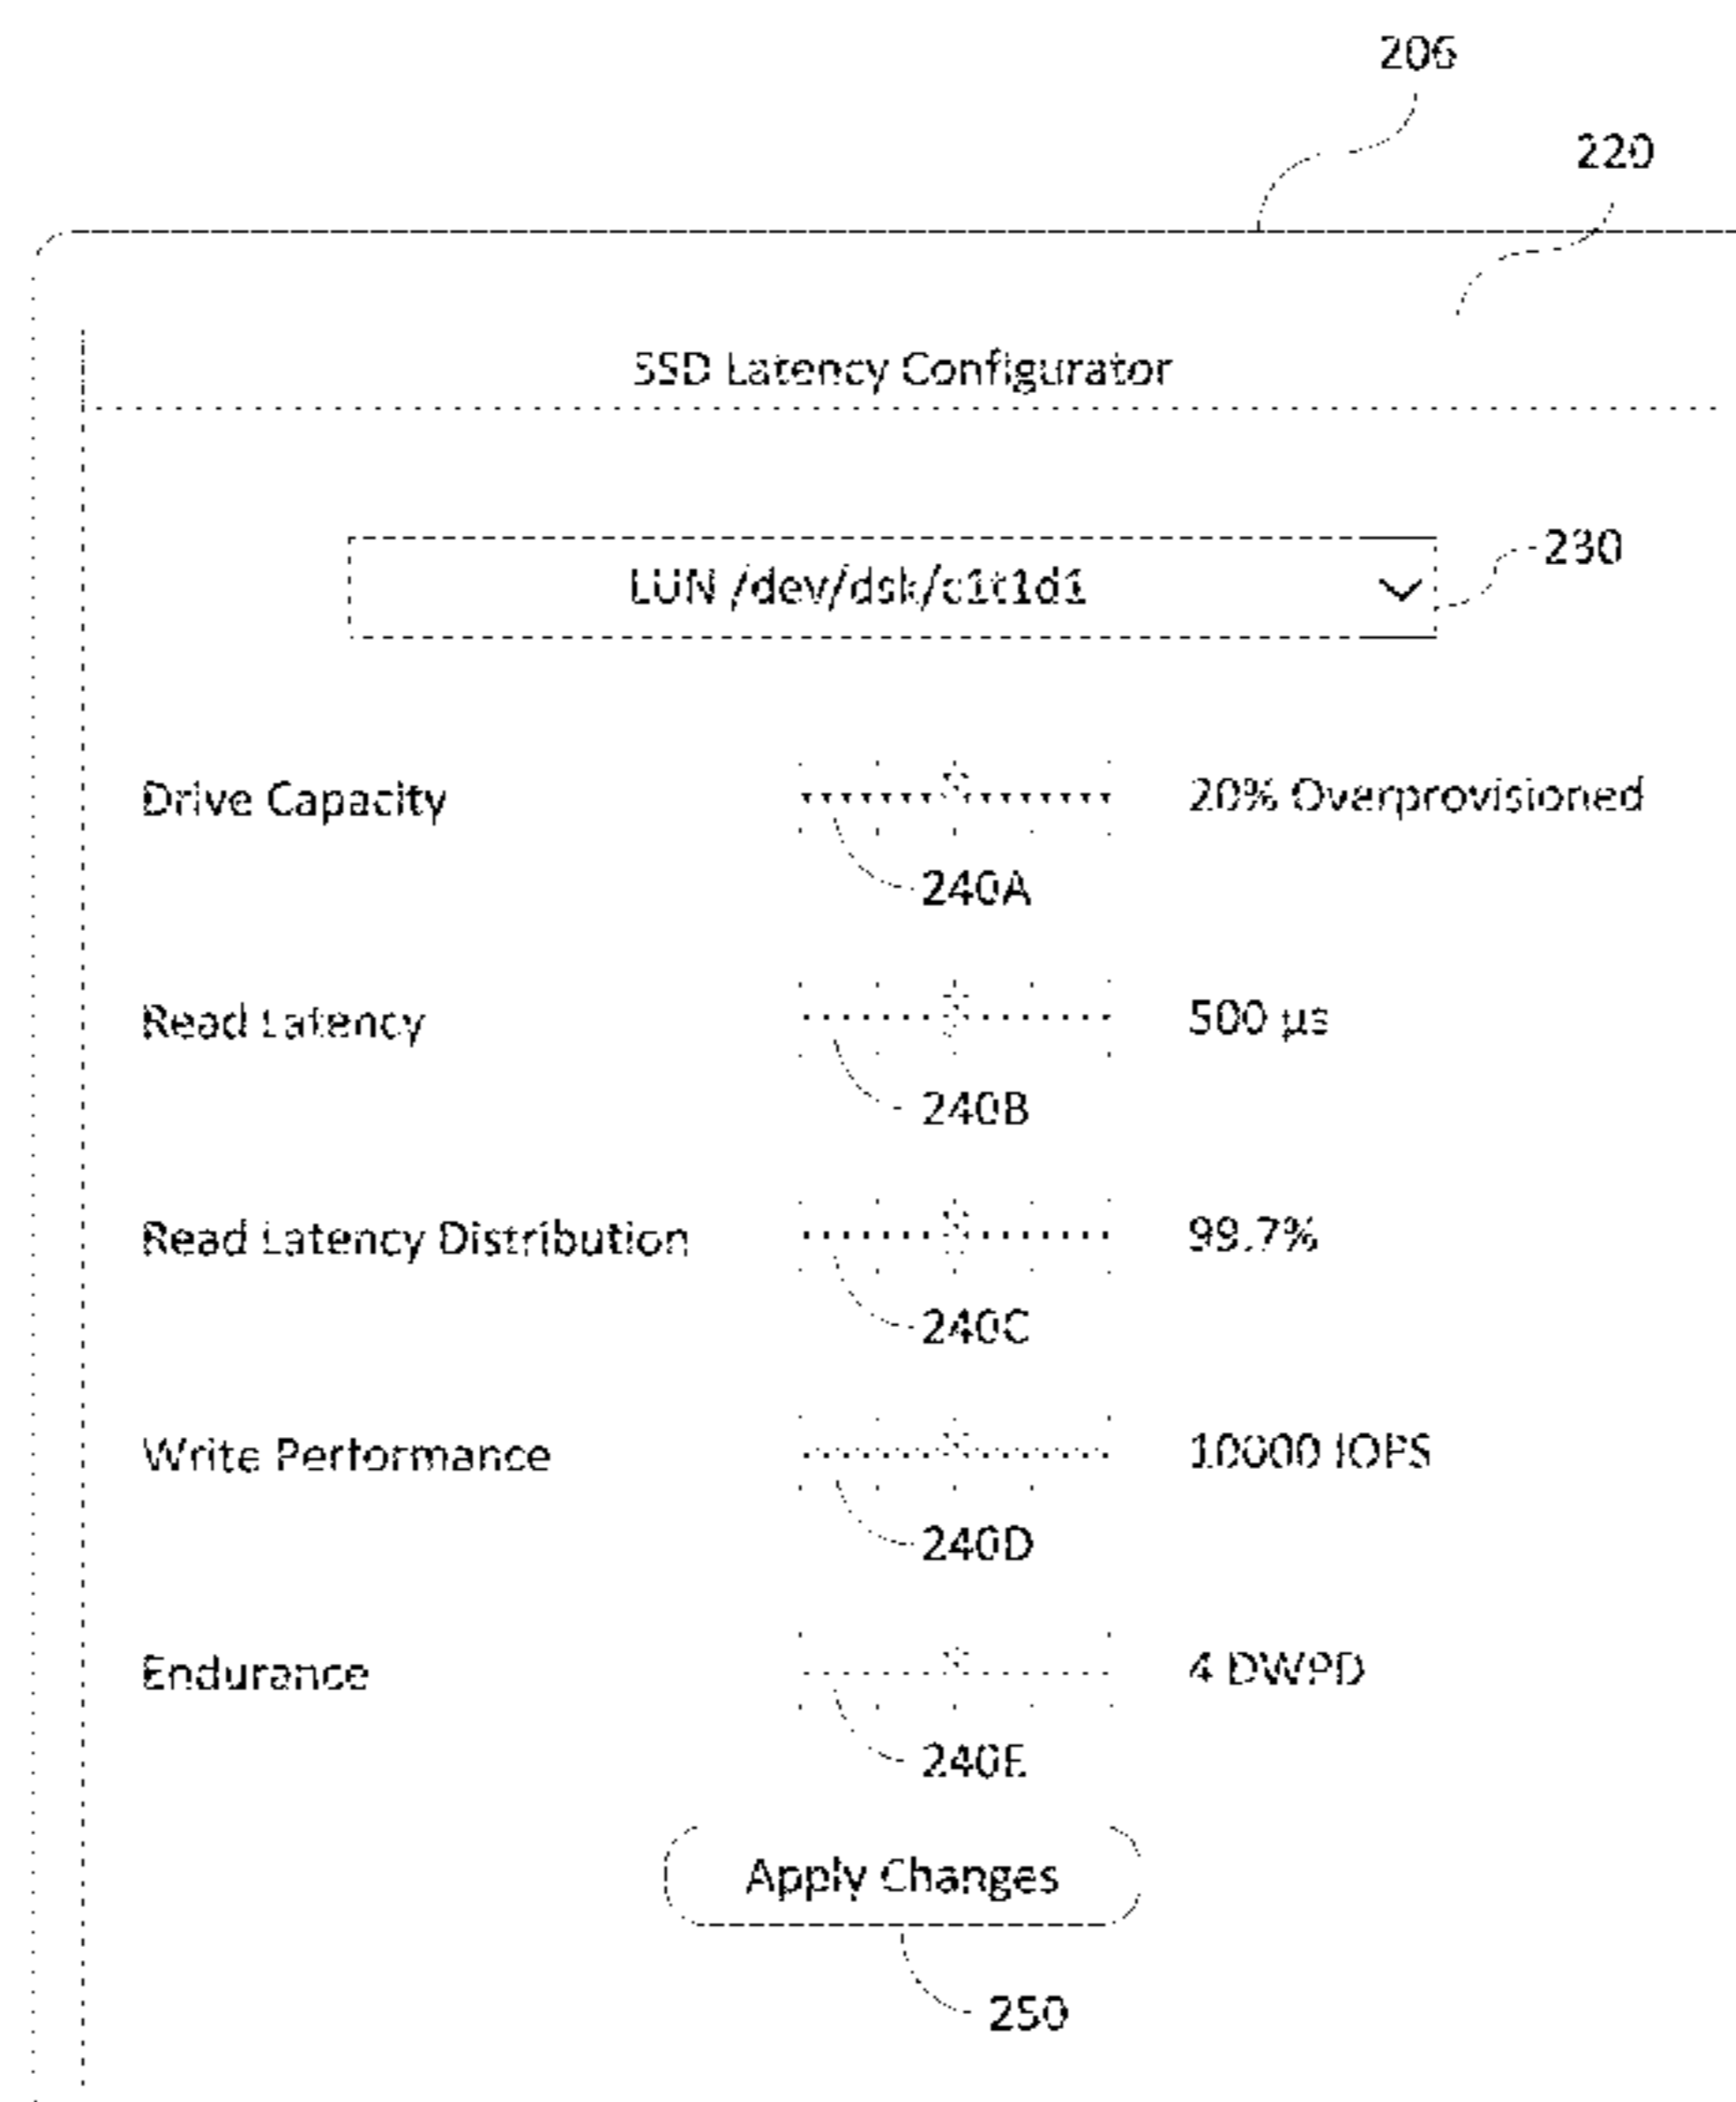 206
220
SSD Latency Configurator
LUN /dev/dsk/c1t1d1
230
Drive Capacity 20% Overprovisioned
240A
Read Latency 500 µs
240B
Read Latency Distribution 99.7%
240C
Write Performance 10000 IOPS
240D
Endurance 4 DWPD
240E
Apply Changes
250